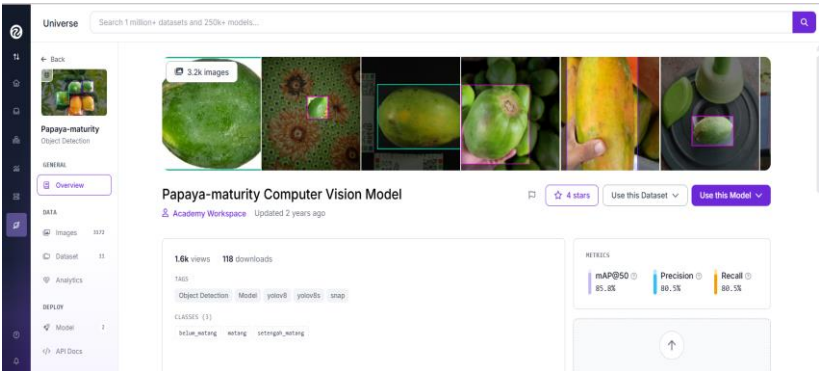 Universe
Search 1 million+ datasets and 250k+ models...
← Back
Papaya-maturity
Object Detection
GENERAL
Overview
DATA
Images
Dataset 11
Analytics
DEPLOY
Model
API Docs
3.2k images
Papaya-maturity Computer Vision Model
4 stars
Use this Dataset
Use this Model
Academy Workspace Updated 2 years ago
1.6k views 118 downloads
TAGS
Object Detection Model yolov8 yolov8s snap
CLASSES (3)
belum_matang matang setengah_matang
METRICS
mAP@50 Precision Recall
85.8% 80.5% 80.5%